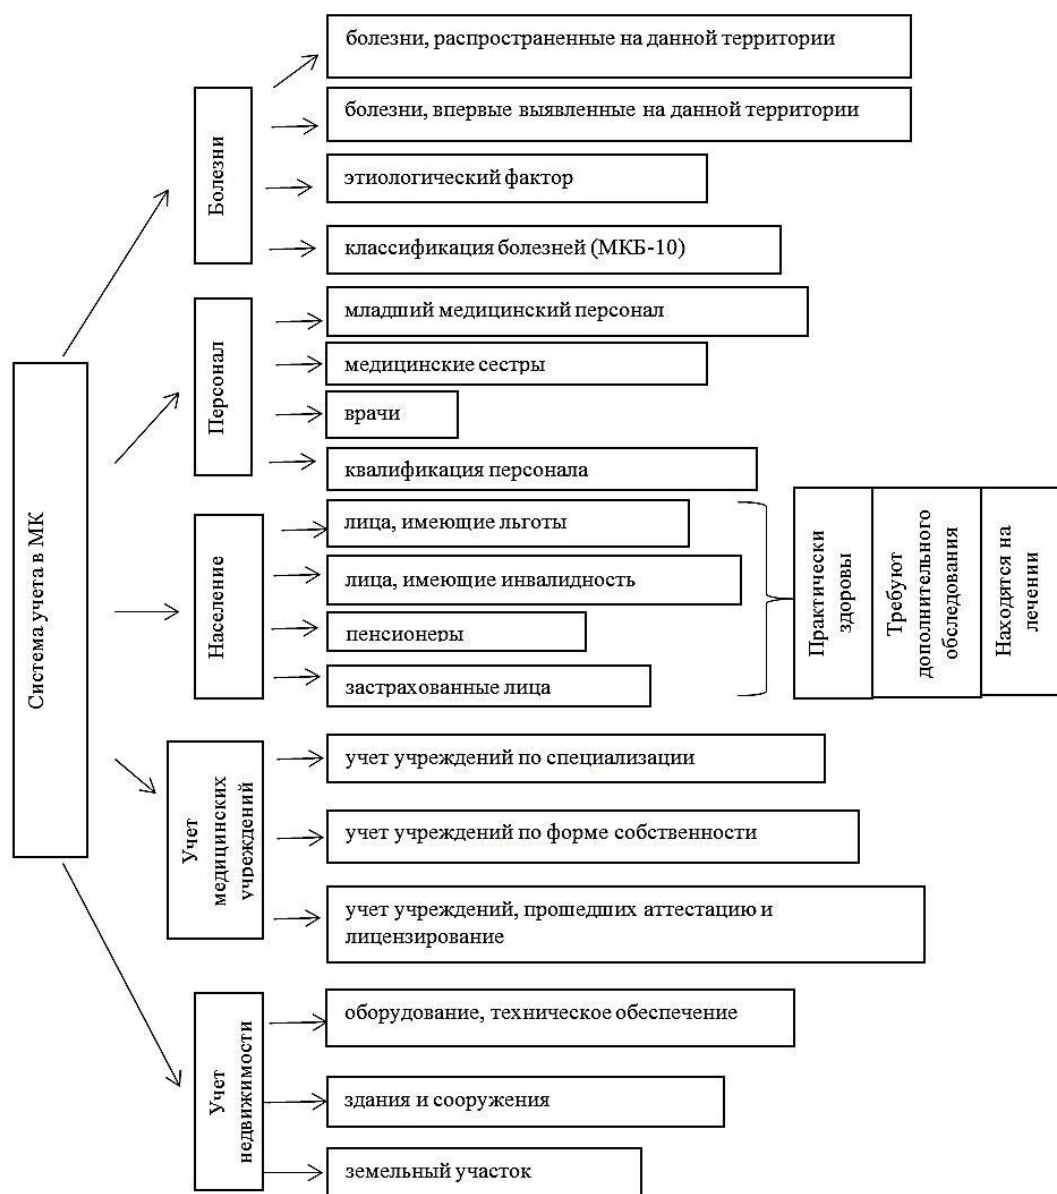 Система учета в МК
Болезни
болезни, распространенные на данной территории
болезни, впервые выявленные на данной территории
этиологический фактор
классификация болезней (МКБ-10)
Персонал
младший медицинский персонал
медицинские сестры
врачи
квалификация персонала
Население
лица, имеющие льготы
лица, имеющие инвалидность
пенсионеры
застрахованные лица
Практически
здоровы
Требуют
дополнительного
обследования
Находятся на
лечении
Учет
медицинских
учреждений
учет учреждений по специализации
учет учреждений по форме собственности
учет учреждений, прошедших аттестацию и
лицензирование
Учет
недвижимости
оборудование, техническое обеспечение
здания и сооружения
земельный участок